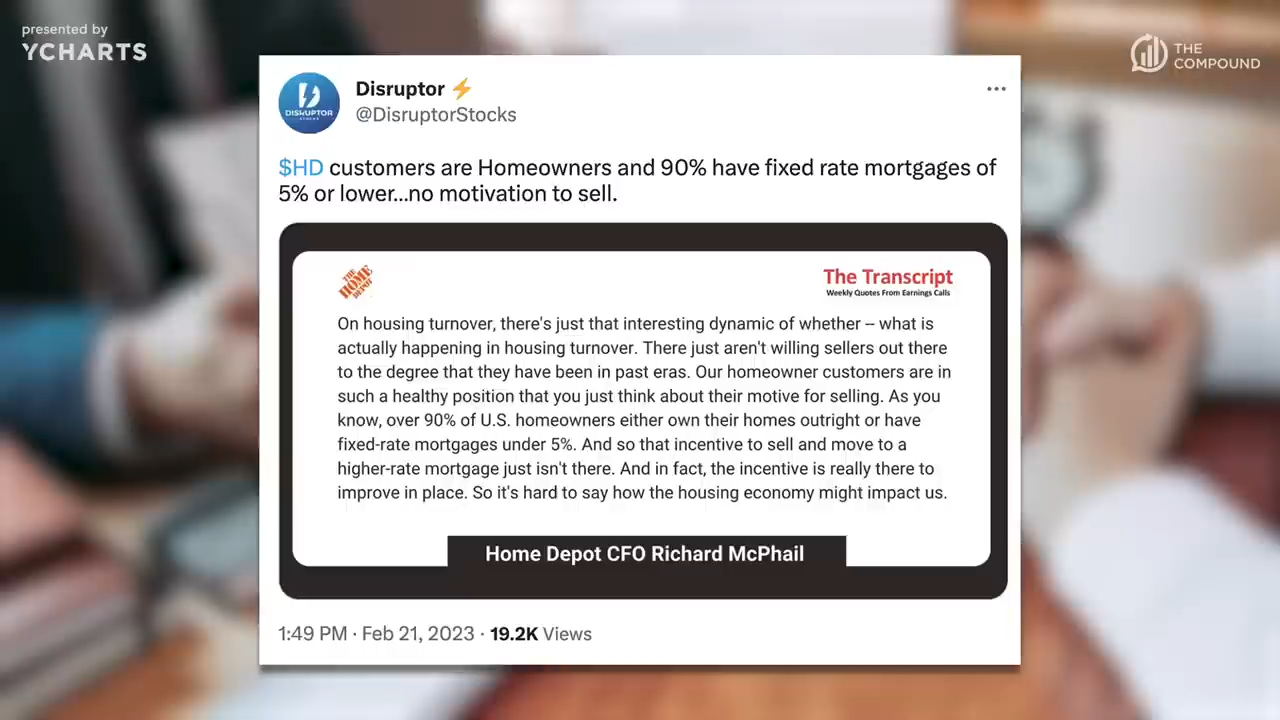 presented by
YCHARTS
THE
COMPOUND
Disruptor⚡
@DisruptorStocks
DISRUPTOR
STOCKS
$HD customers are Homeowners and 90% have fixed rate mortgages of
5% or lower...no motivation to sell.
THE
HOME
DEPOT
The Transcript
Weekly Quotes From Earnings Calls
On housing turnover, there's just that interesting dynamic of whether -- what is
actually happening in housing turnover. There just aren't willing sellers out there
to the degree that they have been in past eras. Our homeowner customers are in
such a healthy position that you just think about their motive for selling. As you
know, over 90% of U.S. homeowners either own their homes outright or have
fixed-rate mortgages under 5%. And so that incentive to sell and move to a
higher-rate mortgage just isn't there. And in fact, the incentive is really there to
improve in place. So it's hard to say how the housing economy might impact us.
Home Depot CFO Richard McPhail
1:49 PM · Feb 21, 2023 · 19.2K Views